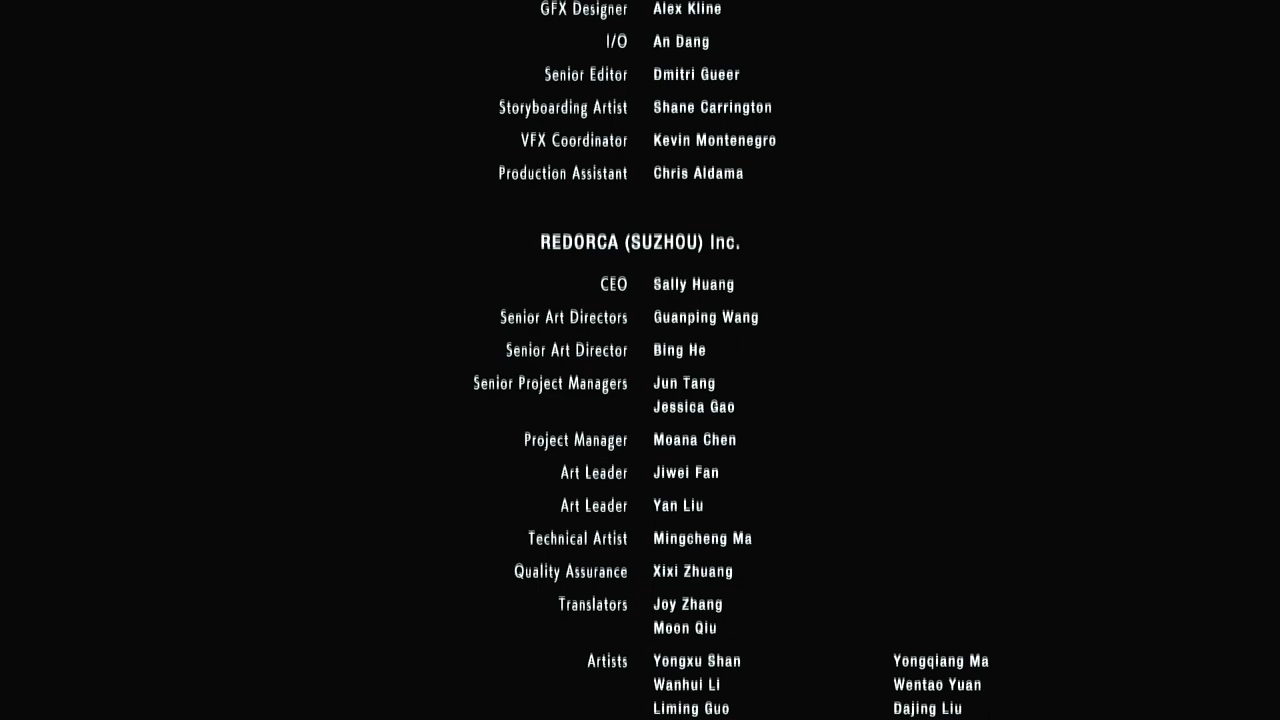 GFX Designer Alex Kline
I/O An Dang
Senior Editor Dmitri Gueer
Storyboarding Artist Shane Carrington
VFX Coordinator Kevin Montenegro
Production Assistant Chris Aldama
REDORCA (SUZHOU) Inc.
CEO Sally Huang
Senior Art Directors Guanping Wang
Senior Art Director Bing He
Senior Project Managers Jun Tang
Jessica Gao
Project Manager Moana Chen
Art Leader Jiwei Fan
Art Leader Yan Liu
Technical Artist Mingcheng Ma
Quality Assurance Xixi Zhuang
Translators Joy Zhang
Moon Qiu
Artists Yongxu Shan Yongqiang Ma
Wanhui Li Wentao Yuan
Liming Guo Dajing Liu